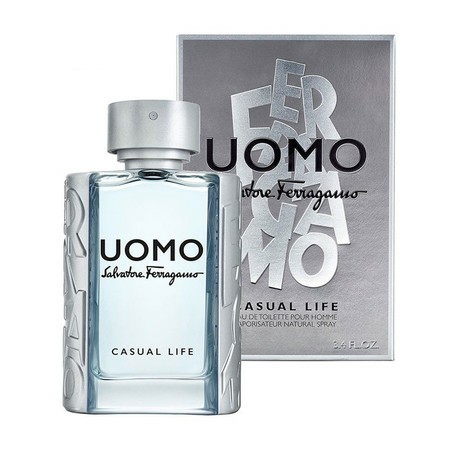 UOMO
Salvatore Ferragamo
CASUAL LIFE
FERRAGAMO
UOMO
Salvatore Ferragamo
CASUAL LIFE
EAU DE TOILETTE POUR HOMME
VAPORISATEUR NATURAL SPRAY
3.4 FL.OZ.